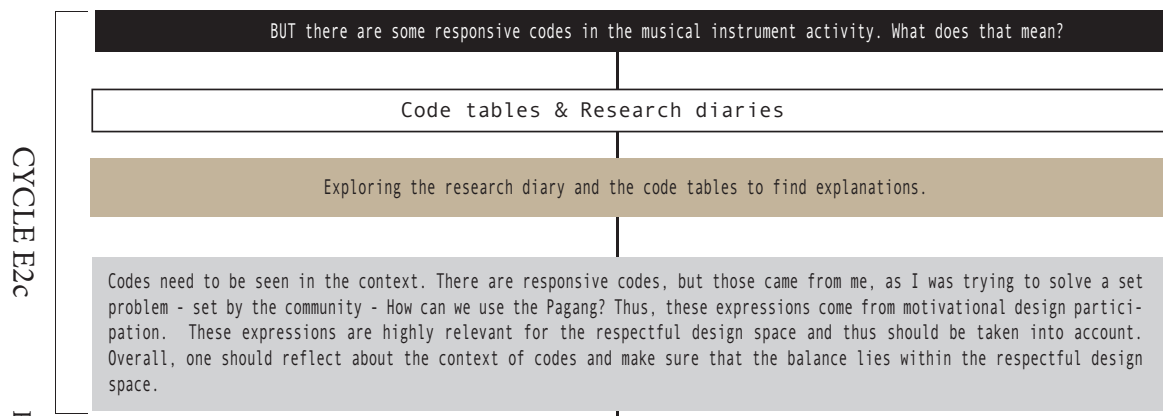 BUT there are some responsive codes in the musical instrument activity. What does that mean?
Code tables & Research diaries
CYCLE E2c
Exploring the research diary and the code tables to find explanations.
Codes need to be seen in the context. There are responsive codes, but those came from me, as I was trying to solve a set
problem - set by the community - How can we use the Pagang? Thus, these expressions come from motivational design partici-
pation.  These expressions are highly relevant for the respectful design space and thus should be taken into account.
Overall, one should reflect about the context of codes and make sure that the balance lies within the respectful design
space.